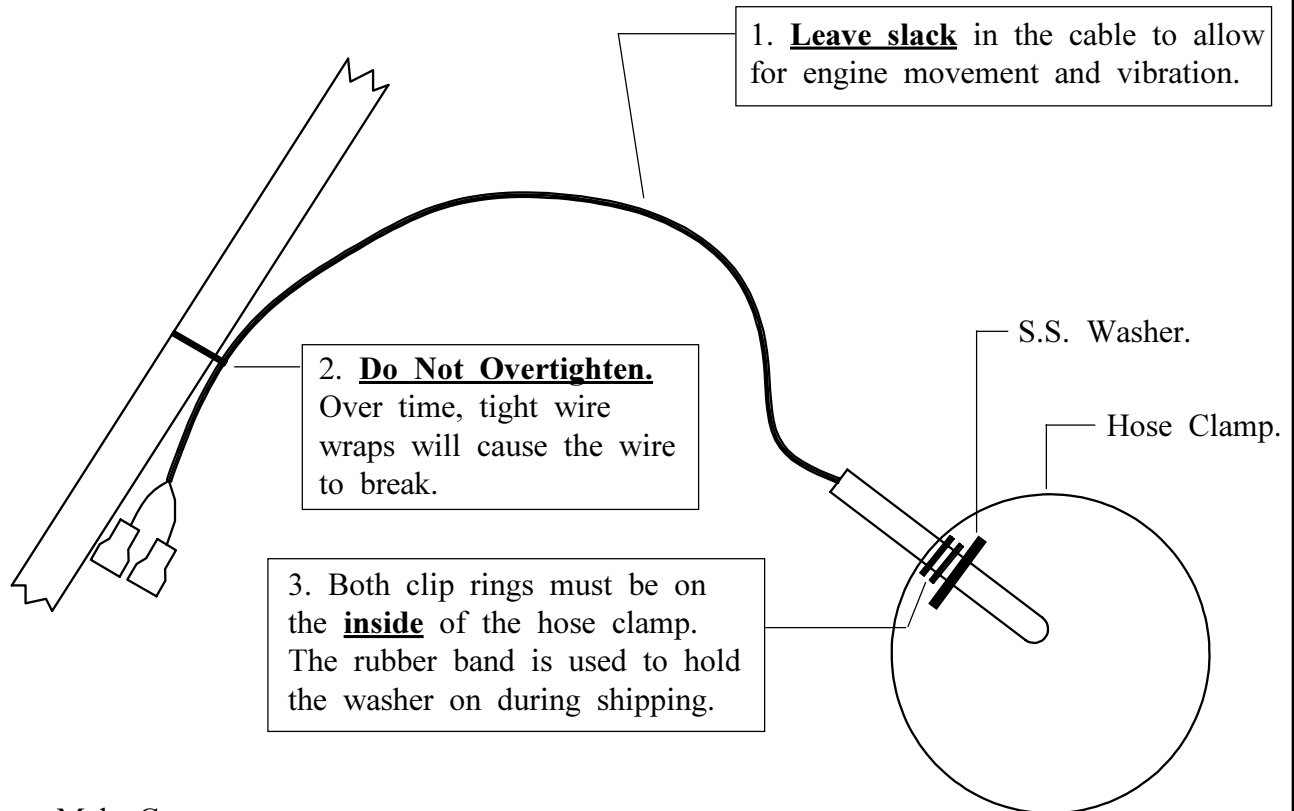 1. Leave slack in the cable to allow
for engine movement and vibration.
S.S. Washer.
Hose Clamp.
2. Do Not Overtighten.
Over time, tight wire
wraps will cause the wire
to break.
3. Both clip rings must be on
the inside of the hose clamp.
The rubber band is used to hold
the washer on during shipping.